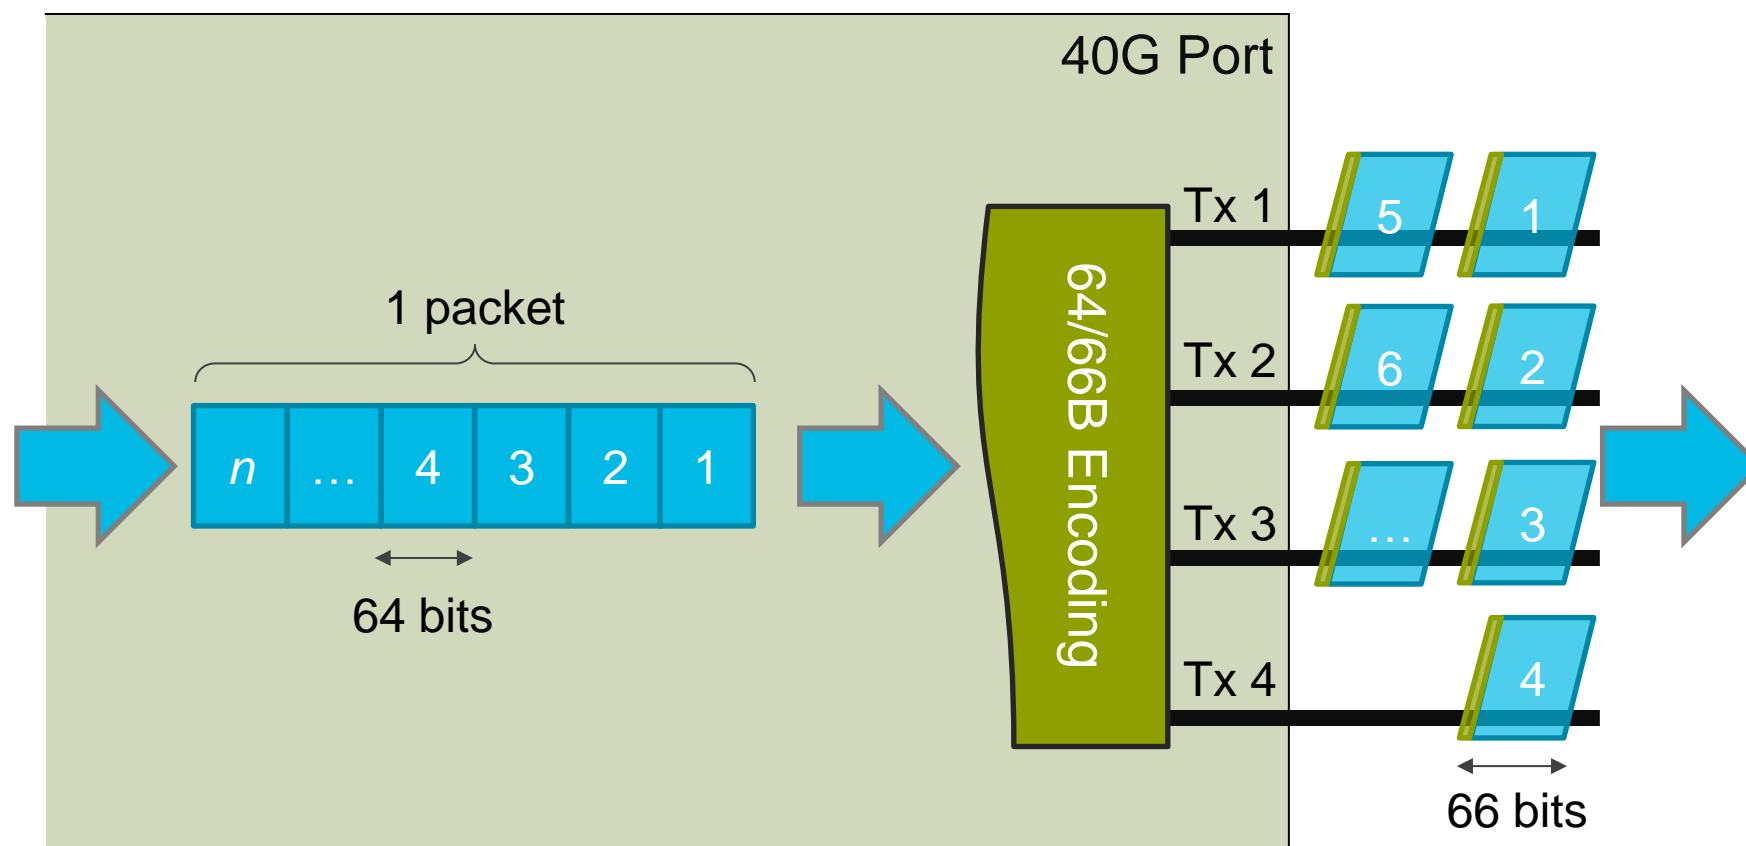 40G Port
1 packet
n … 4 3 2 1
64 bits
64/66B Encoding
Tx 1
5 1
Tx 2
6 2
Tx 3
… 3
Tx 4
4
66 bits